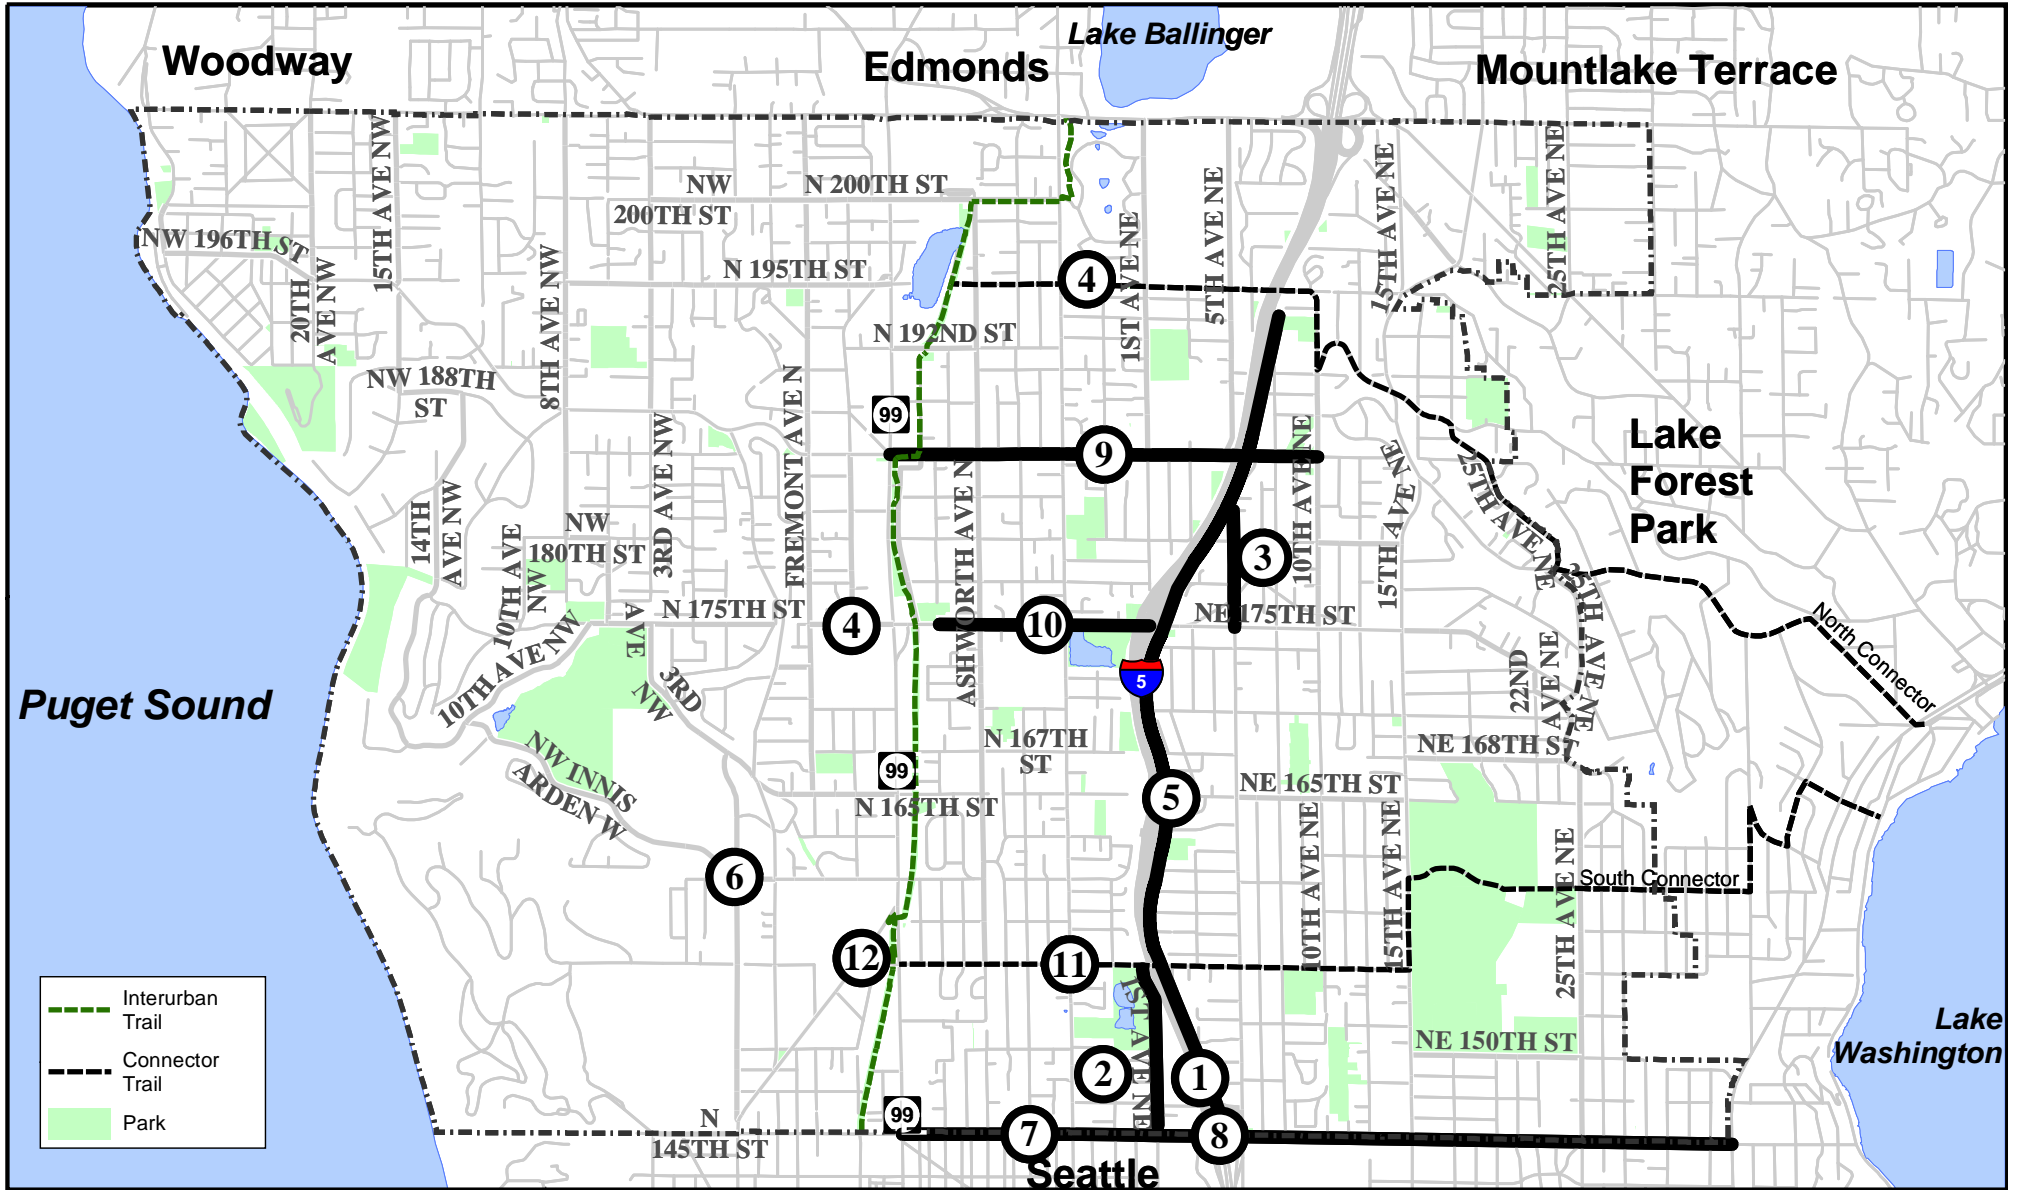 Woodway
Edmonds
Lake Ballinger
Mountlake Terrace
15TH AVE NW
NW
200TH ST
N 200TH ST
5TH AVE NE
15TH AVE NE
25TH AVE NE
NW 196TH ST
20TH
AVE NW
8TH AVE NW
N 195TH ST
4
1ST AVE NE
N 192ND ST
NW 188TH
ST
FREMONT AVE N
99
3RD AVE NW
9
10TH AVE NE
15TH AVE NE
25TH AVE NE
Lake
Forest
Park
14TH
AVE NW
10TH AVE
NW
NW
180TH ST
ASHWORTH AVE N
3
N 175TH ST
4
10
NE 175TH ST
25TH AVE NE
North Connector
10TH AVE NW
AVE
3RD
NW
5
22ND
AVE NE
Puget Sound
NW INNIS
ARDEN W
N 167TH
ST
99
N 165TH ST
5
NE 168TH ST
NE 165TH ST
10TH AVE NE
15TH AVE NE
25TH AVE NE
South Connector
6
12
11
1ST AVE NE
2
1
NE 150TH ST
Lake
Washington
Interurban
Trail
Connector
Trail
Park
N
145TH ST
99
7
8
Seattle